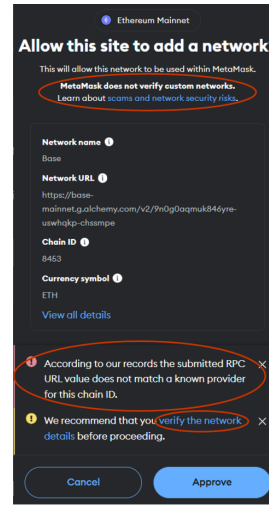 Ethereum Mainnet
Allow this site to add a network
This will allow this network to be used within MetaMask.
MetaMask does not verify custom networks.
Learn about scams and network security risks.
Network name
Base
Network URL
https://base-
mainnet.g.alchemy.com/v2/9n0g0aqmuk846yre-
uswhqkp-chssmpe
Chain ID
8453
Currency symbol
ETH
View all details
According to our records the submitted RPC
URL value does not match a known provider
for this chain ID.
We recommend that you verify the network
details before proceeding.
Cancel
Approve